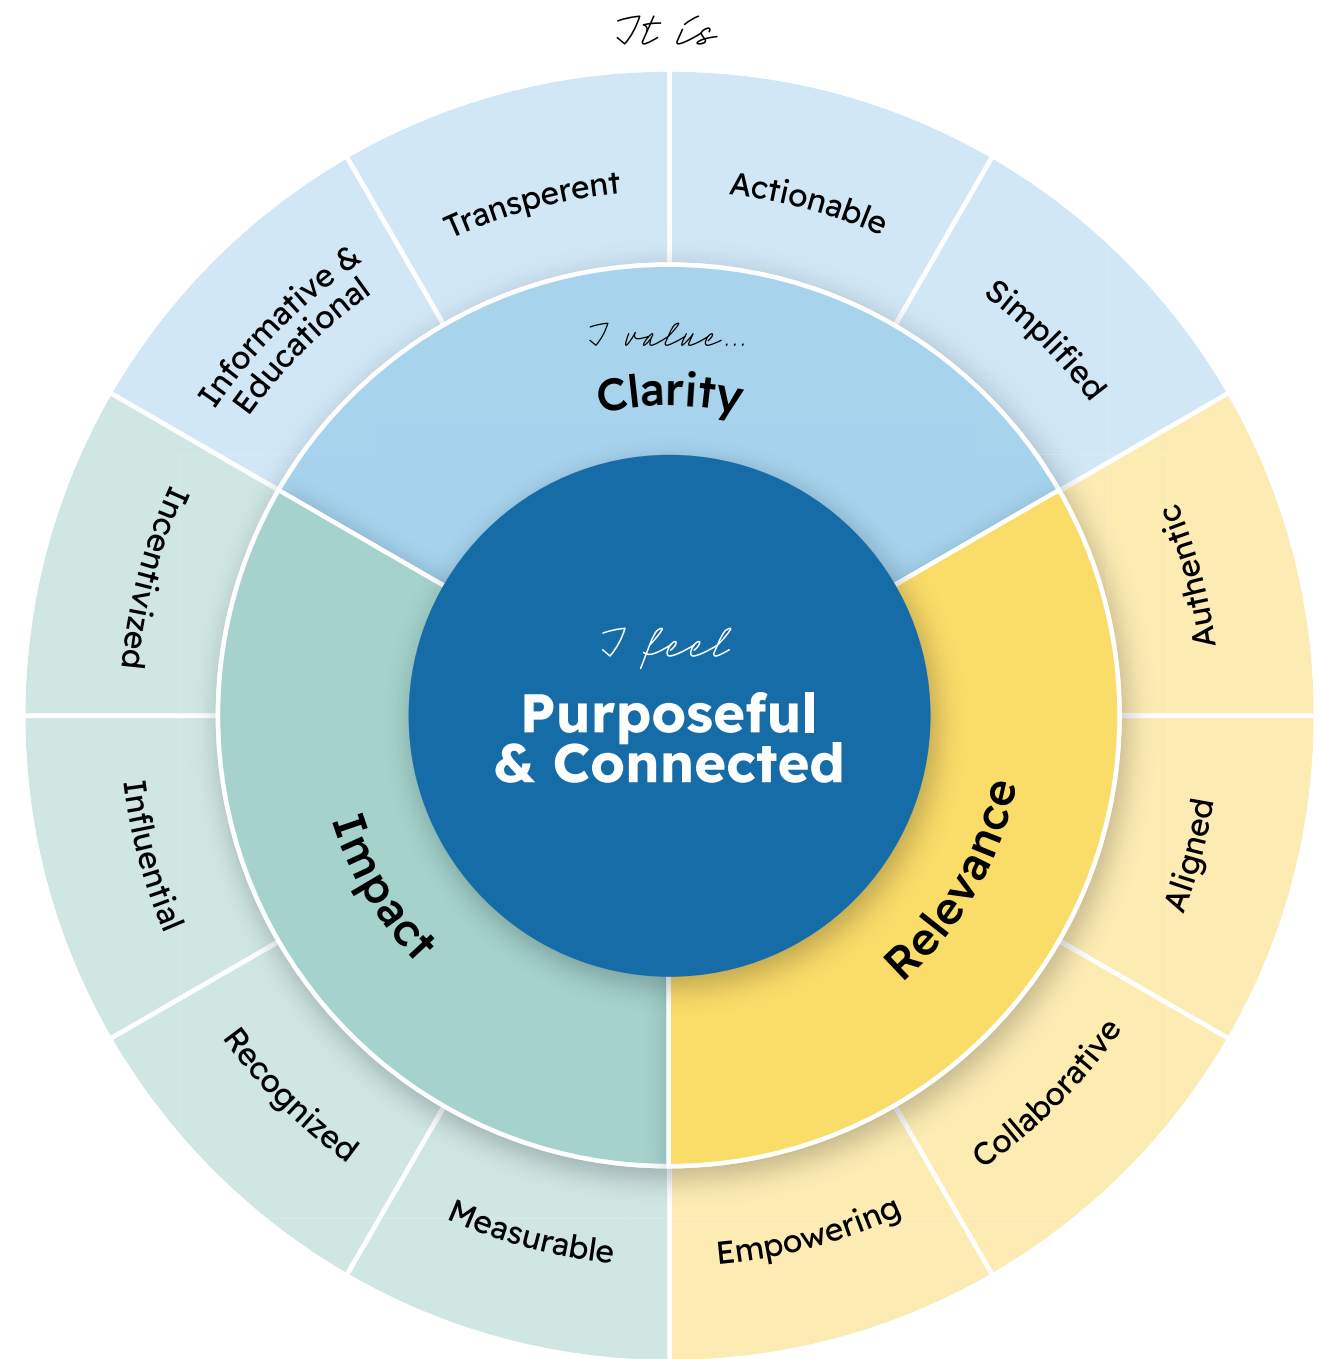 It is
Transperent
Actionable
Simplified
Authentic
Aligned
Collaborative
Empowering
Measurable
Recognized
Influential
Incentivized
Informative &
Educational
I value...
Clarity
Relevance
Impact
I feel
Purposeful
& Connected